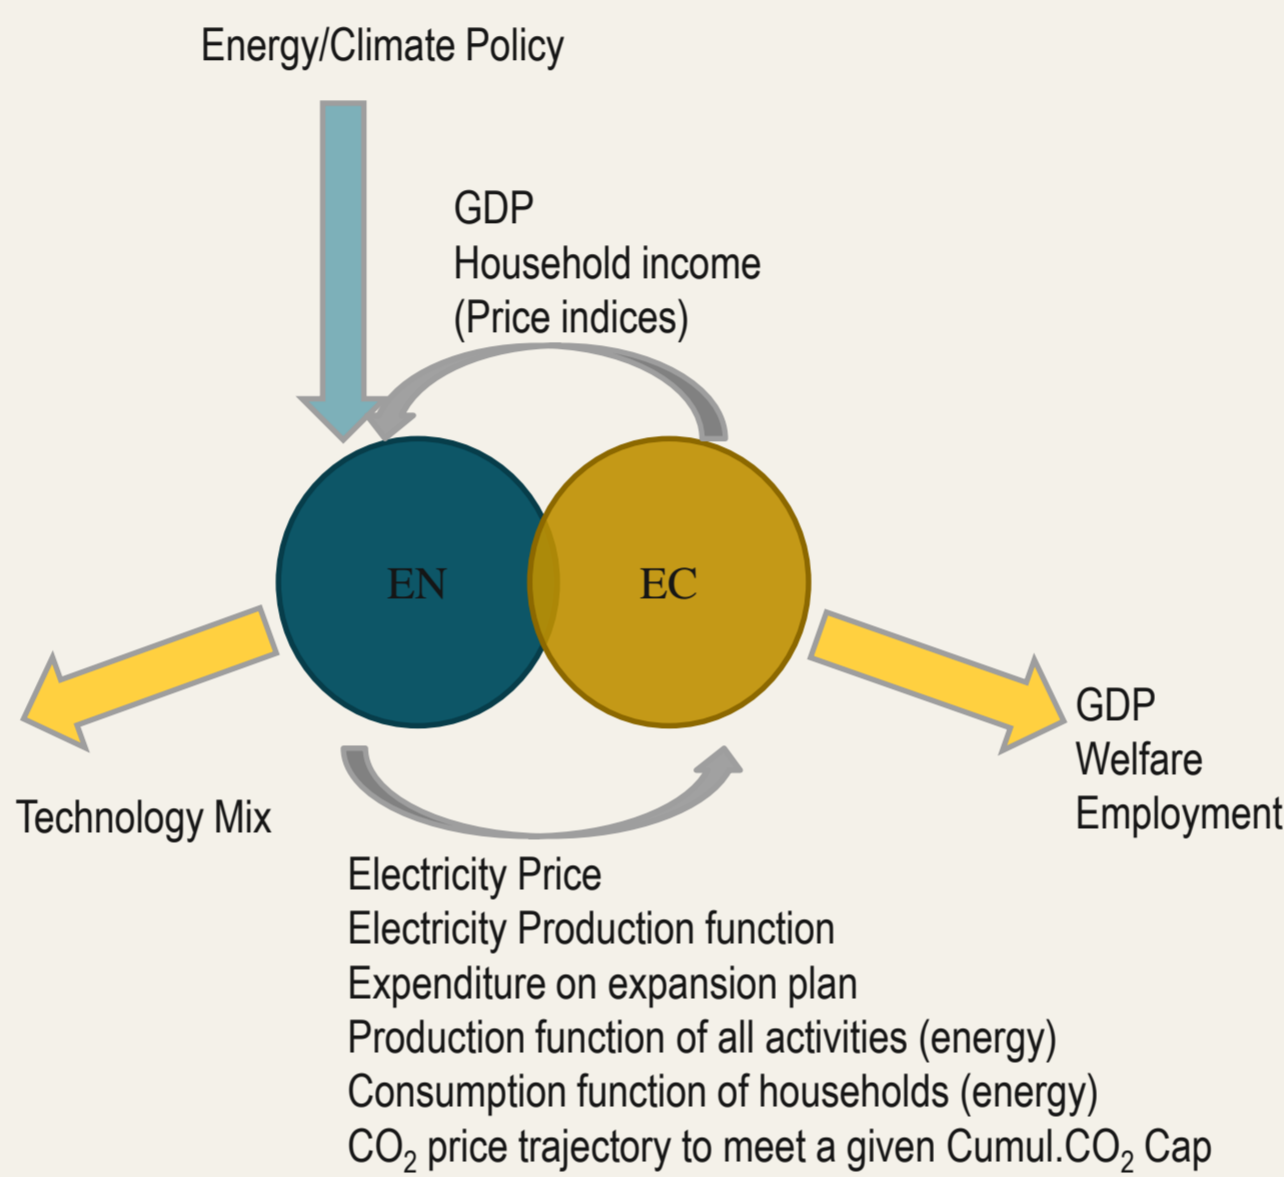 Energy/Climate Policy
GDP
Household income
(Price indices)
EN
EC
GDP
Welfare
Employment
Technology Mix
Electricity Price
Electricity Production function
Expenditure on expansion plan
Production function of all activities (energy)
Consumption function of households (energy)
CO₂ price trajectory to meet a given Cumul.CO₂ Cap